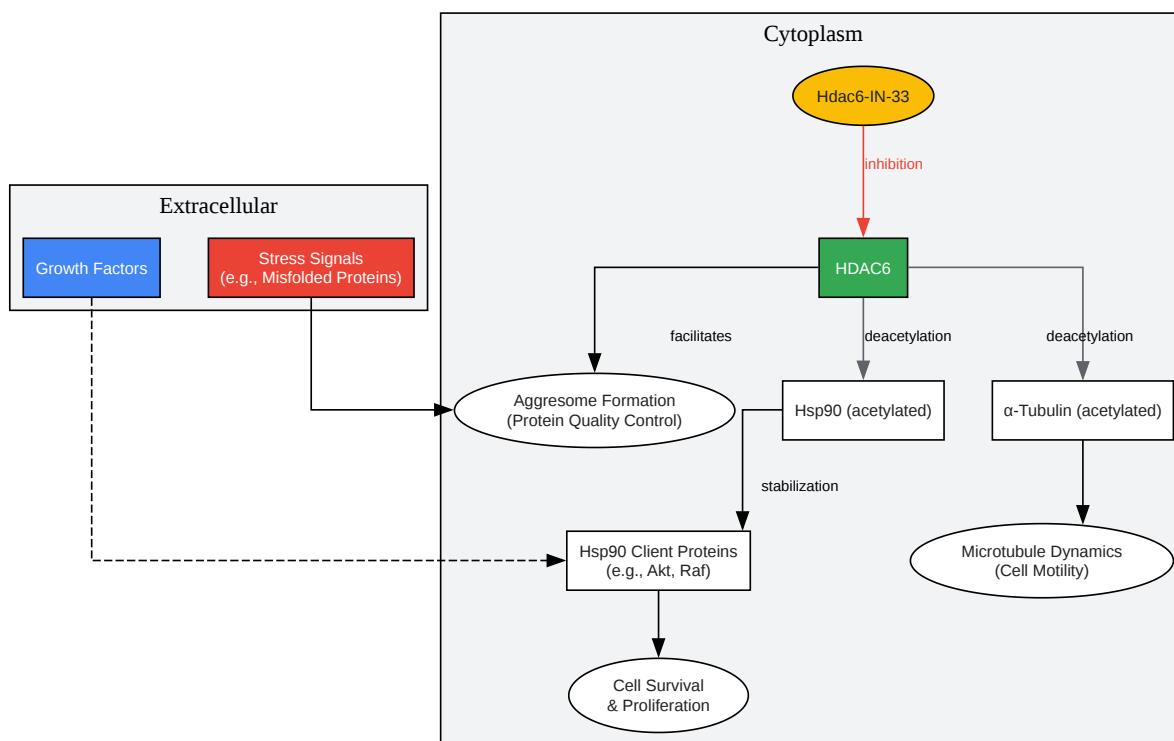 Cytoplasm
Hdac6-IN-33
inhibition
Extracellular
Growth Factors
Stress Signals
(e.g., Misfolded Proteins)
HDAC6
facilitates
deacetylation
deacetylation
Aggresome Formation
(Protein Quality Control)
Hsp90 (acetylated)
α-Tubulin (acetylated)
stabilization
Hsp90 Client Proteins
(e.g., Akt, Raf)
Microtubule Dynamics
(Cell Motility)
Cell Survival
& Proliferation